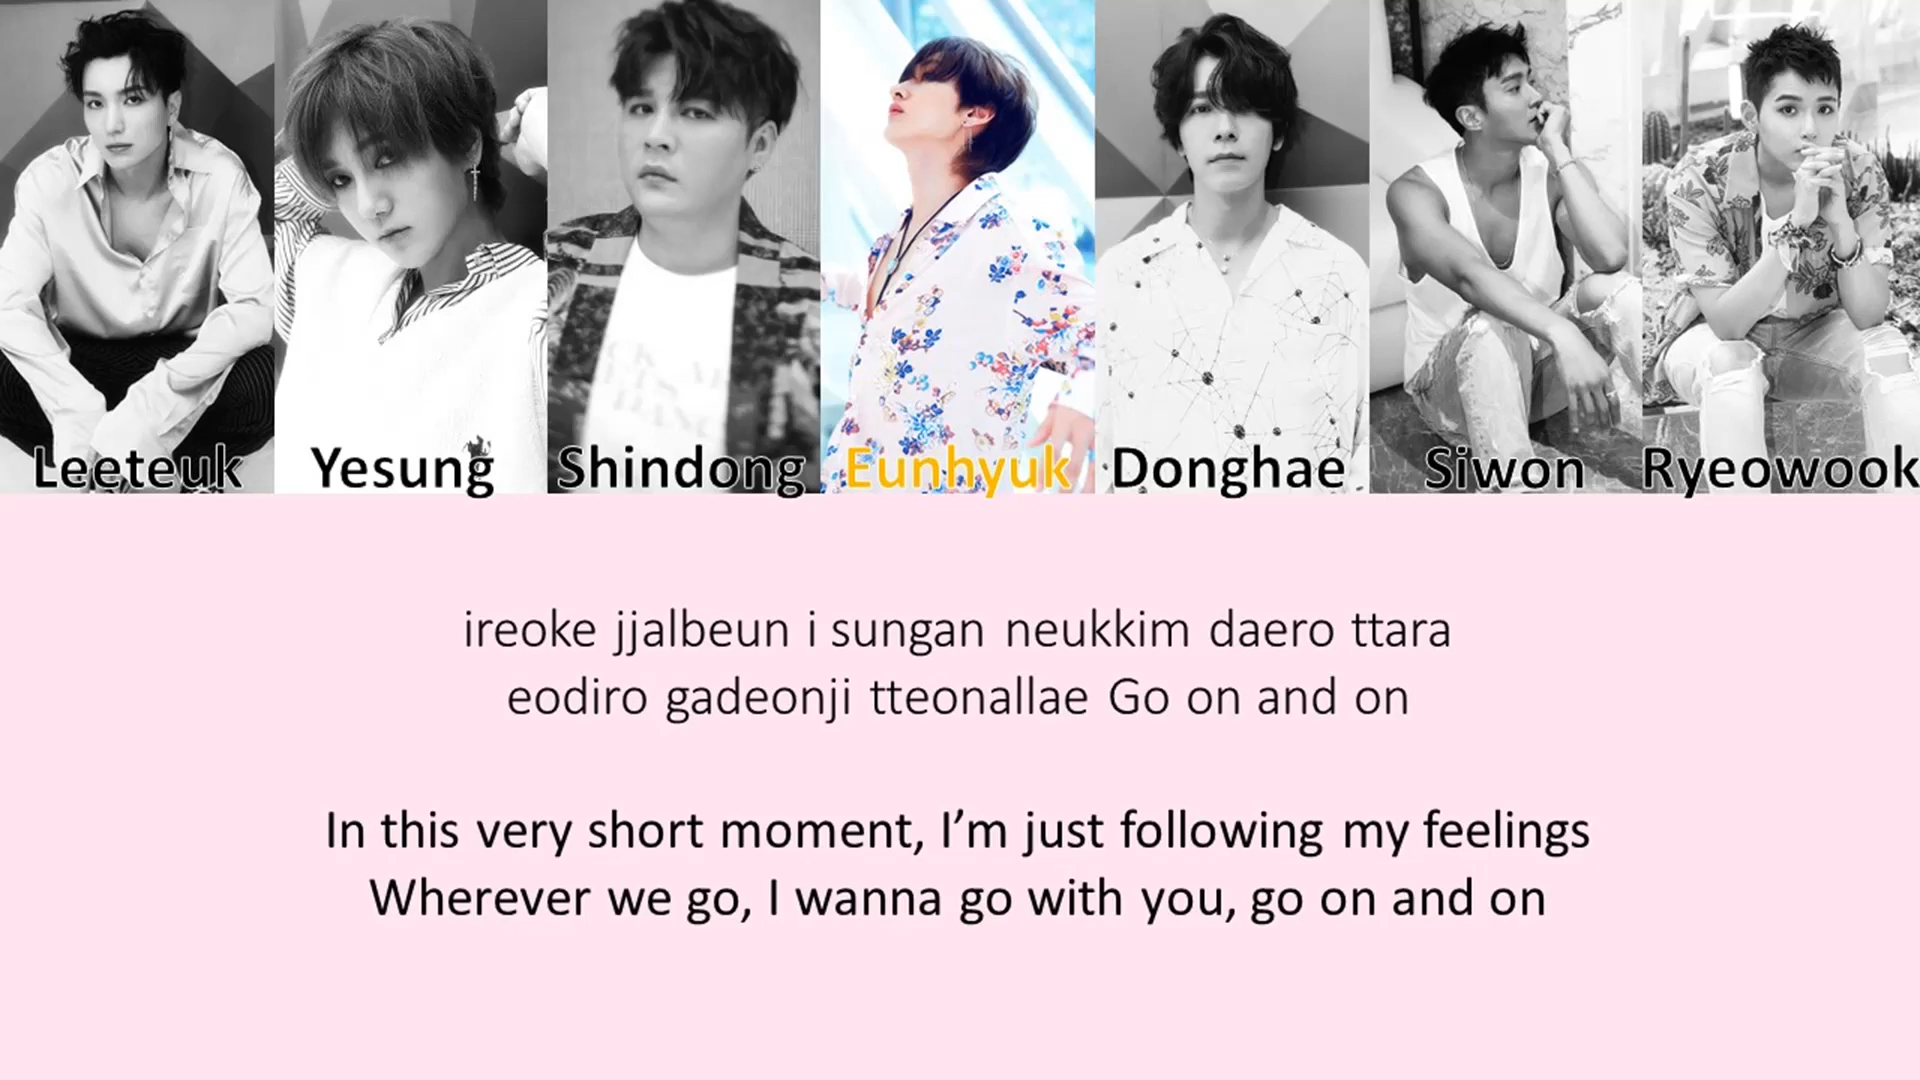 Leeteuk Yesung Shindong Eunhyuk Donghae Siwon Ryeowook
ireoke jjalbeun i sungan neukkim daero ttara
eodiro gadeonji tteonallae Go on and on
In this very short moment, I’m just following my feelings
Wherever we go, I wanna go with you, go on and on